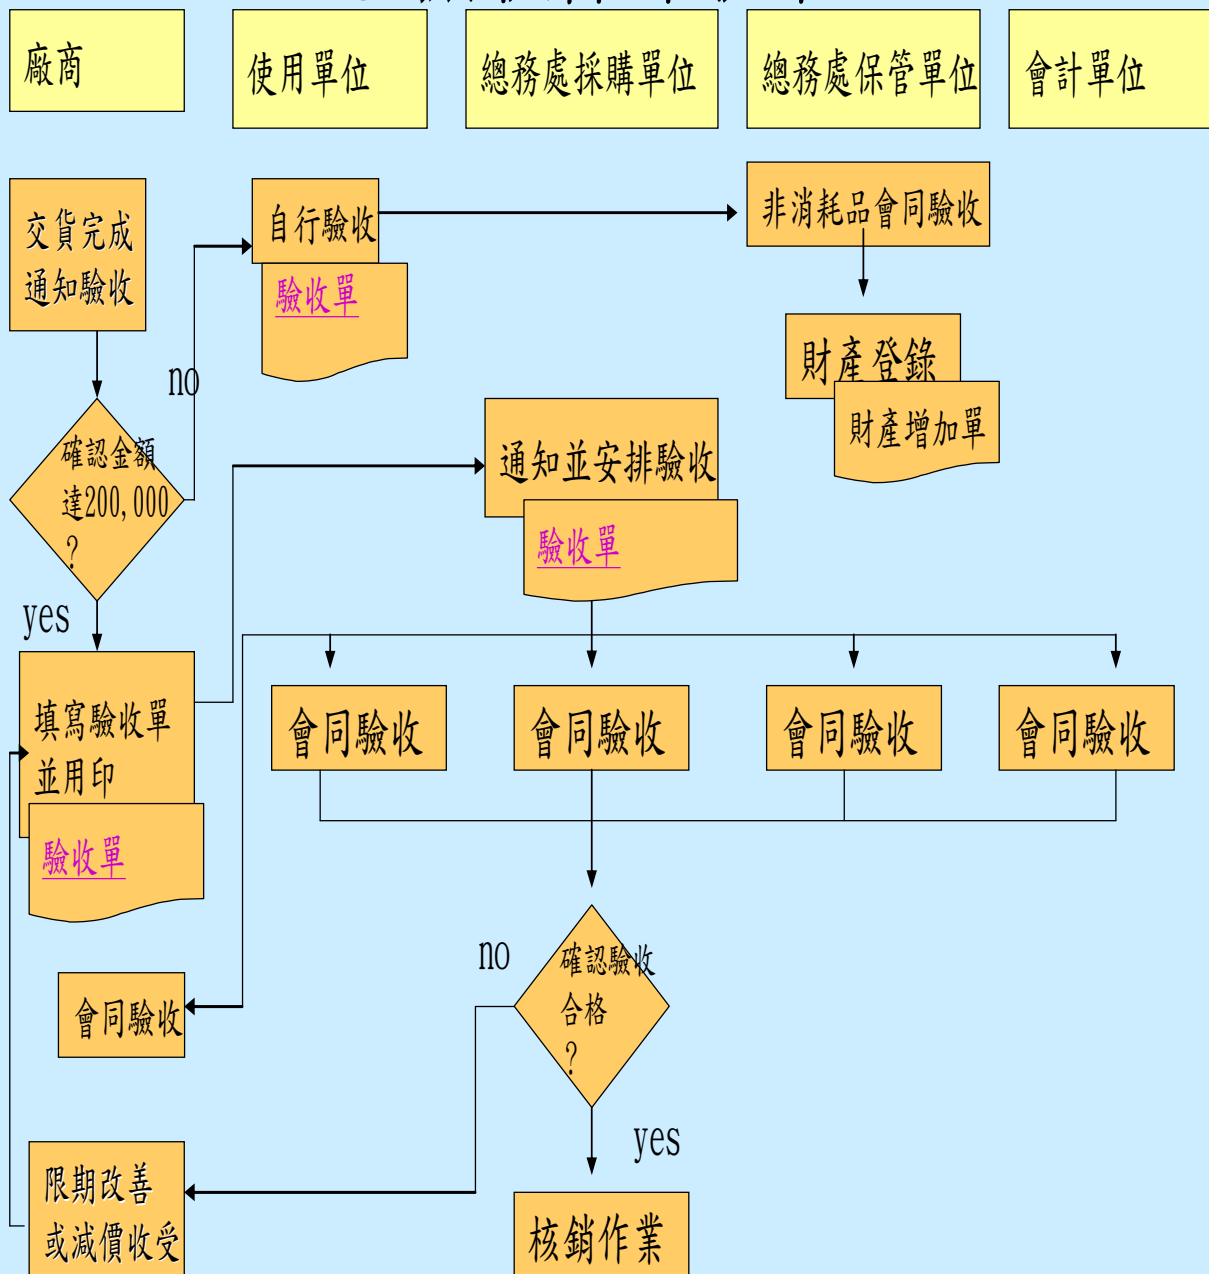 廠商
使用單位
總務處採購單位
總務處保管單位
會計單位
交貨完成
通知驗收
自行驗收
驗收單
非消耗品會同驗收
財產登錄
財產增加單
no
確認金額
達200,000
?
yes
通知並安排驗收
驗收單
填寫驗收單
並用印
驗收單
會同驗收
會同驗收
會同驗收
會同驗收
會同驗收
no
確認驗收
合格
?
yes
限期改善
或減價收受
核銷作業